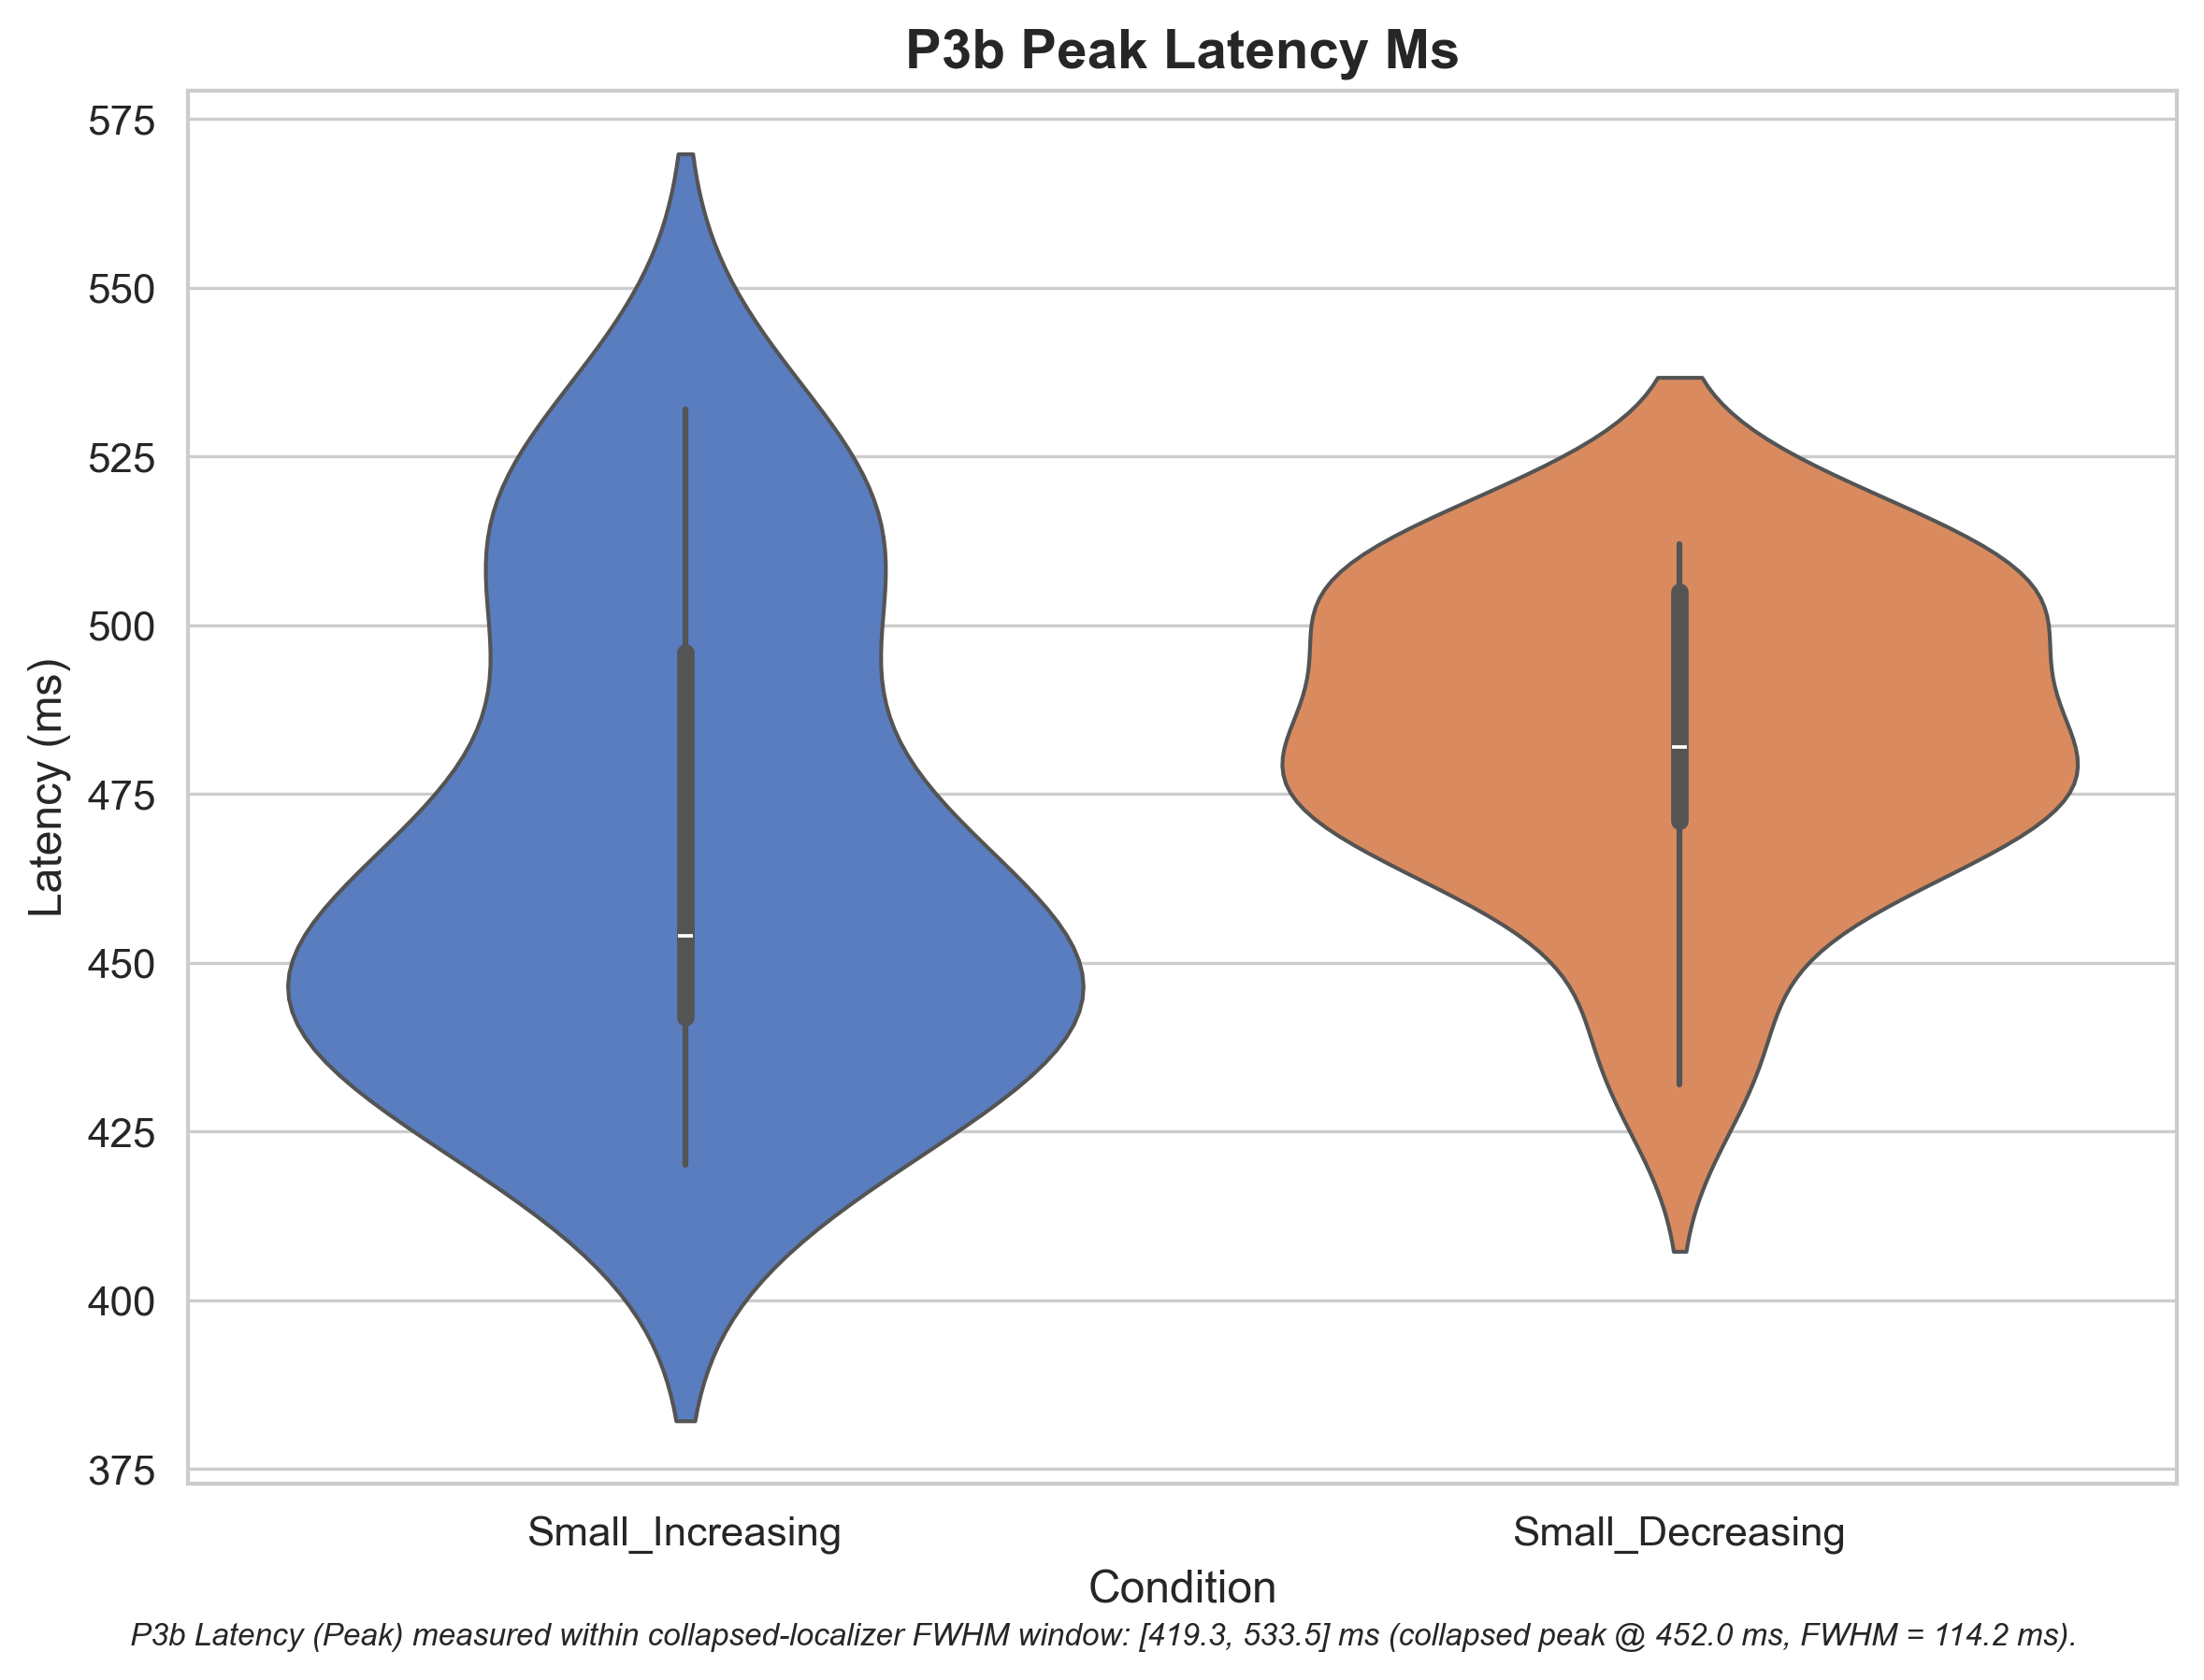 P3b Peak Latency Ms
575
550
525
500
475
450
425
400
375
Latency (ms)
Small_Increasing
Small_Decreasing
Condition
P3b Latency (Peak) measured within collapsed-localizer FWHM window: [419.3, 533.5] ms (collapsed peak @ 452.0 ms, FWHM = 114.2 ms).